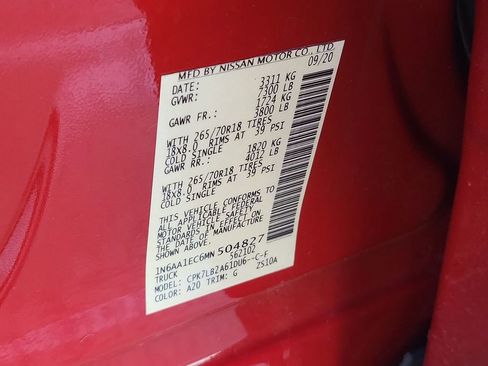 MFD BY NISSAN MOTOR CO., LTD.
DATE: 09/20
GVWR: 3311 KG
7300 LB
GAWR FR.: 1724 KG
3800 LB
WITH 265/70R18 TIRES
18X8.0 RIMS AT 39 PSI
COLD SINGLE
GAWR RR.: 1820 KG
4012 LB
WITH 265/70R18 TIRES
18X8.0 RIMS AT 39 PSI
COLD SINGLE
THIS VEHICLE CONFORMS TO
ALL APPLICABLE FEDERAL
MOTOR VEHICLE SAFETY
STANDARDS IN EFFECT ON
THE DATE OF MANUFACTURE
SHOWN ABOVE.
1N6AA1EC6MN504827
TRUCK 562102
MODEL: CPK7LB2A61DU6--C-F
COLOR: A20 TRIM: G ZS10A